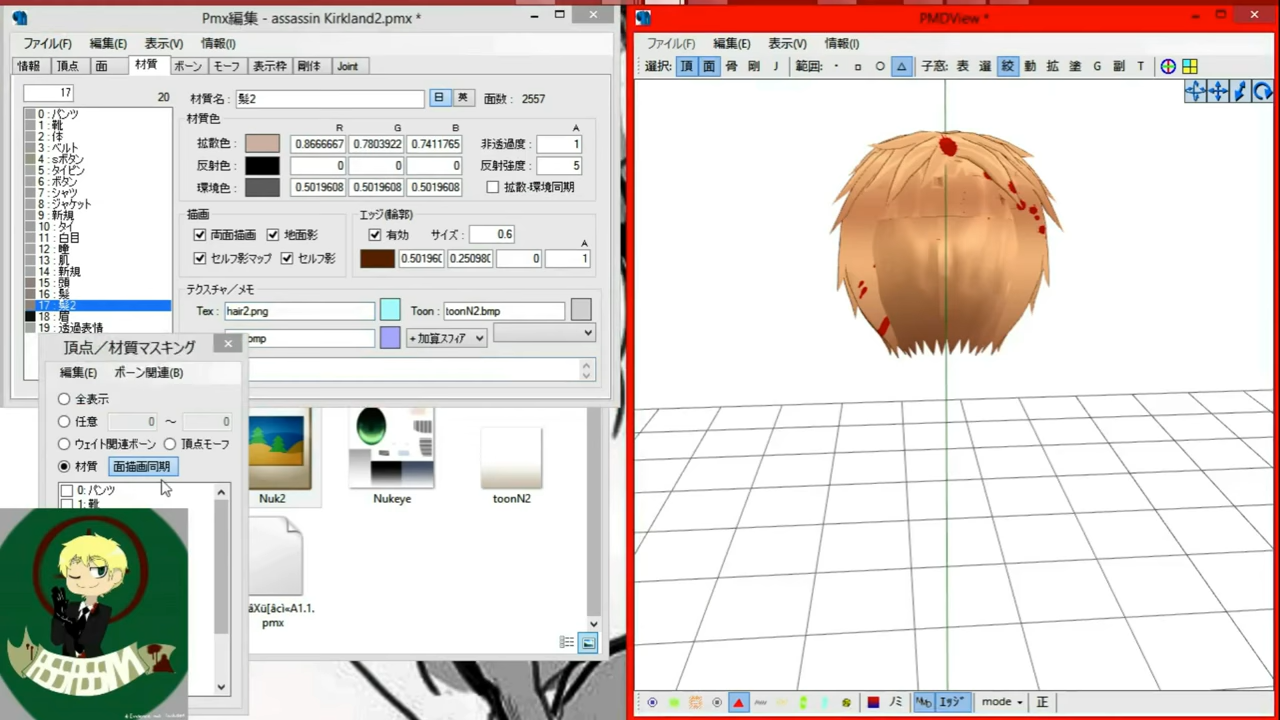 Pmx編集 - assassin Kirkland2.pmx *
ファイル(F) 編集(E) 表示(V) 情報(I)
情報 頂点 面 材質 ボーン モーフ 表示枠 剛体 Joint
17 20
0 : パンツ
1 : 靴
2 : 体
3 : ベルト
4 : sボタン
5 : タイピン
6 : ボタン
7 : シャツ
8 : ジャケット
9 : 新規
10 : タイ
11 : 白目
12 : 瞳
13 : 肌
14 : 新規
15 : 頭
16 : 髪
17 : 髪2
18 : 眉
19 : 透過表情
材質名 : 髪2 日 英 面数 : 2557
材質色 R G B A
拡散色 : 0.8666667 0.7803922 0.7411765 非透過度 : 1
反射色 : 0 0 0 反射強度 : 5
環境色 : 0.5019608 0.5019608 0.5019608 拡散-環境同期
描画 エッジ(輪郭)
両面描画 地面影 有効 サイズ : 0.6 A
セルフ影マップ セルフ影 0.50196( 0.25098( 0 1
テクスチャ／メモ
Tex : hair2.png Toon : toonN2.bmp
omp +加算スフィア
頂点／材質マスキング
編集(E) ボーン関連(B)
全表示
任意 0 ～ 0
ウェイト関連ボーン 頂点モーフ
材質 面描画同期
0: パンツ
1: 靴
Nuk2 Nukeye toonN2
.pmx
PMDView *
ファイル(F) 編集(E) 表示(V) 情報(I)
選択: 頂 面 骨 剛 J 範囲: 子窓: 表 選 絞 動 拡 塗 G 副 T
ノミ エッジ mode 正